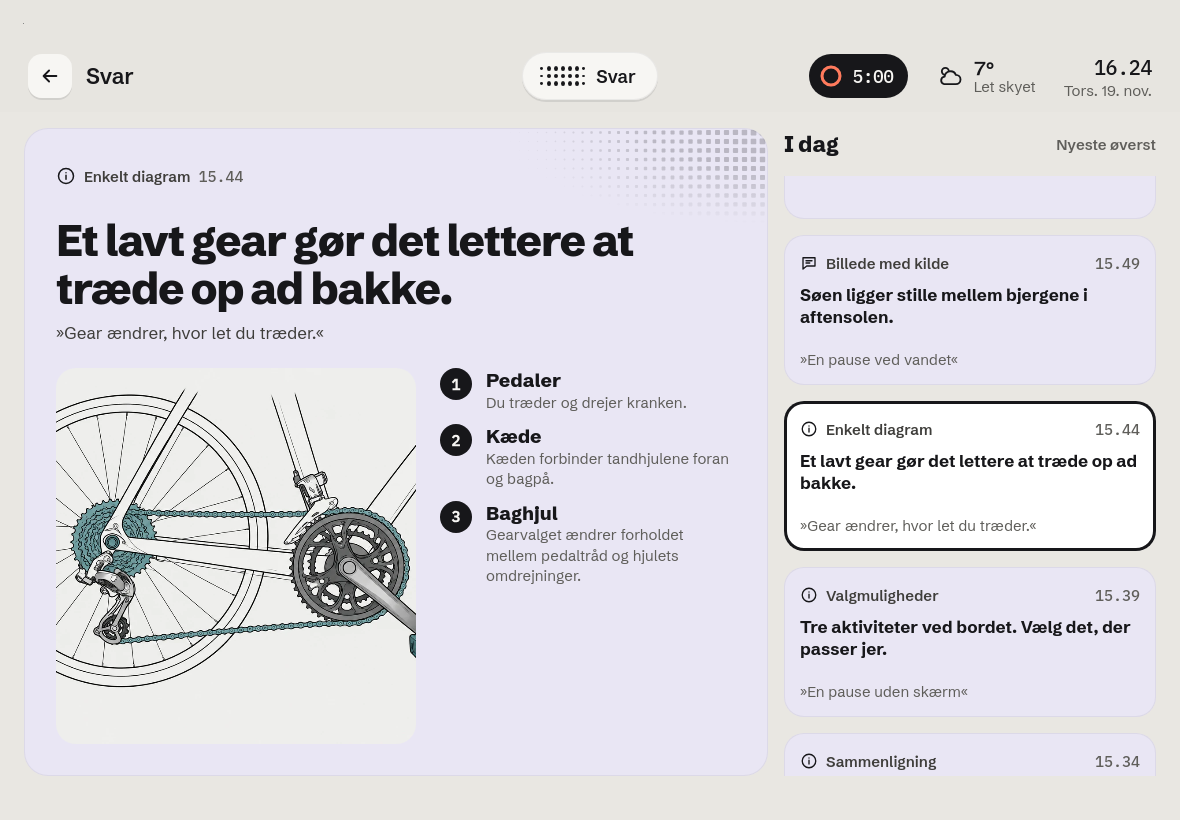 Svar
Svar
5:00
7°
Let skyet
16.24
Tors. 19. nov.
Enkelt diagram 15.44
Et lavt gear gør det lettere at
træde op ad bakke.
»Gear ændrer, hvor let du træder.«
1 Pedaler
Du træder og drejer kranken.
2 Kæde
Kæden forbinder tandhjulene foran
og bagpå.
3 Baghjul
Gearvalget ændrer forholdet
mellem pedaltråd og hjulets
omdrejninger.
I dag
Nyeste øverst
Billede med kilde 15.49
Søen ligger stille mellem bjergene i
aftensolen.
»En pause ved vandet«
Enkelt diagram 15.44
Et lavt gear gør det lettere at træde op ad
bakke.
»Gear ændrer, hvor let du træder.«
Valgmuligheder 15.39
Tre aktiviteter ved bordet. Vælg det, der
passer jer.
»En pause uden skærm«
Sammenligning 15.34